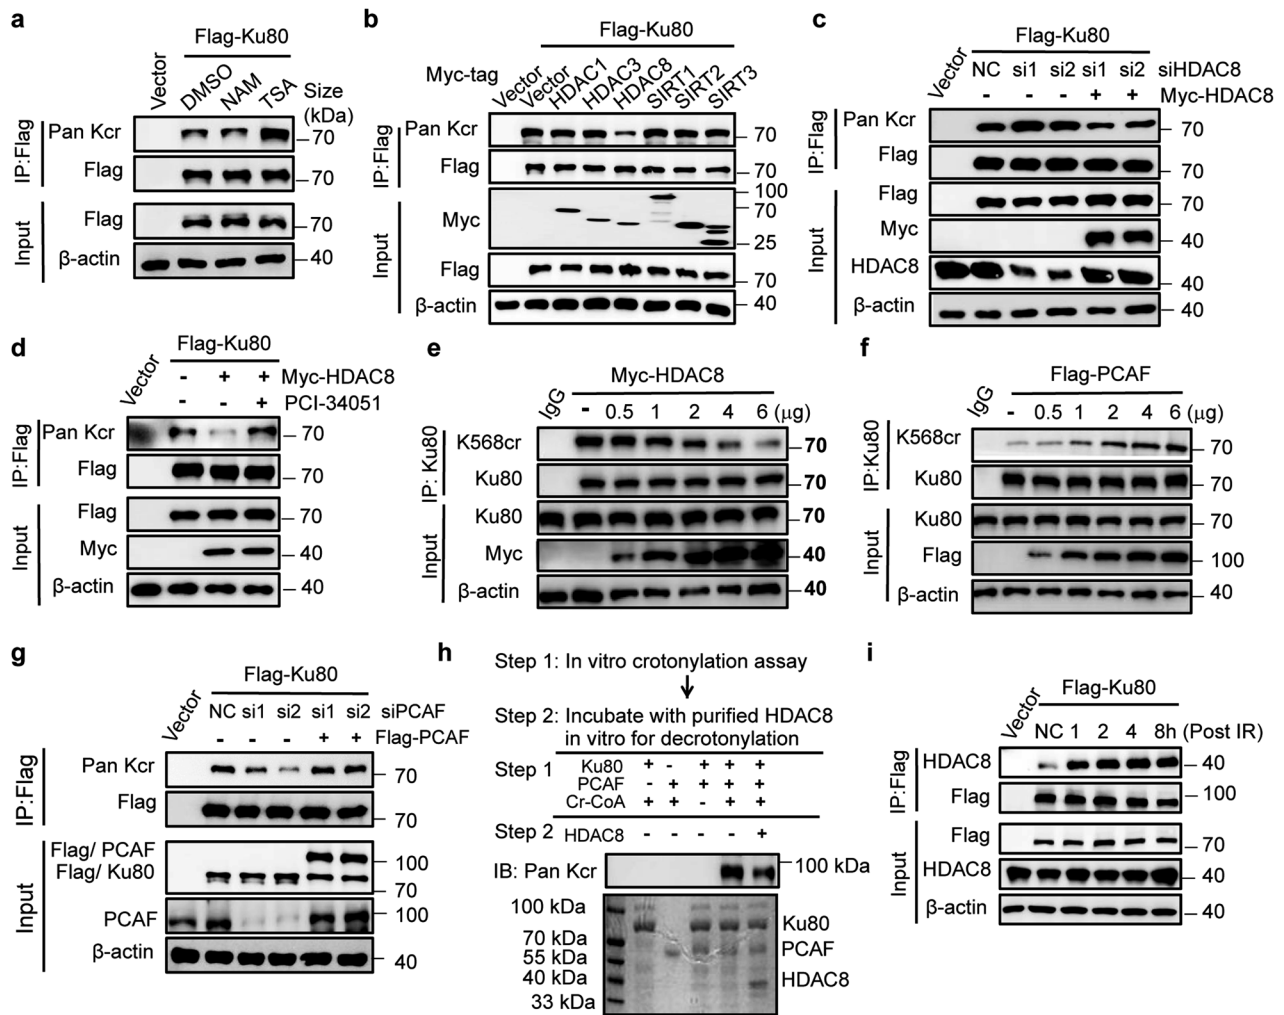 a
Flag-Ku80
Vector
DMSO
NAM
TSA
Size
(kDa)
IP:Flag
Pan Kcr
70
Flag
70
Input
Flag
70
β-actin
40
b
Flag-Ku80
Myc-tag
Vector
Vector
HDAC1
HDAC3
HDAC8
SIRT1
SIRT2
SIRT3
IP:Flag
Pan Kcr
70
Flag
70
Input
Myc
100
70
25
Flag
70
β-actin
40
c
Flag-Ku80
Vector
NC si1 si2 si1 si2 siHDAC8
- - - + + Myc-HDAC8
IP:Flag
Pan Kcr
70
Flag
70
Input
Flag
70
Myc
40
HDAC8
40
β-actin
40
d
Flag-Ku80
Vector
- + + Myc-HDAC8
- - + PCI-34051
IP:Flag
Pan Kcr
70
Flag
70
Input
Flag
70
Myc
40
β-actin
40
e
Myc-HDAC8
IgG
- 0.5 1 2 4 6 (μg)
IP: Ku80
K568cr
70
Ku80
70
Input
Ku80
70
Myc
40
β-actin
40
f
Flag-PCAF
IgG
- 0.5 1 2 4 6 (μg)
IP:Ku80
K568cr
70
Ku80
70
Input
Ku80
70
Flag
100
β-actin
40
g
Flag-Ku80
Vector
NC si1 si2 si1 si2 siPCAF
- - - + + Flag-PCAF
IP:Flag
Pan Kcr
70
Flag
70
Input
Flag/ PCAF
100
Flag/ Ku80
70
PCAF
100
β-actin
40
h
Step 1: In vitro crotonylation assay
Step 2: Incubate with purified HDAC8
in vitro for decrotonylation
Step 1
Ku80 + - + + +
PCAF - + + + +
Cr-CoA + + - + +
Step 2
HDAC8 - - - - +
IB: Pan Kcr
100 kDa
100 kDa
Ku80
70 kDa
PCAF
55 kDa
40 kDa
HDAC8
33 kDa
i
Flag-Ku80
Vector
NC 1 2 4 8h (Post IR)
IP:Flag
HDAC8
40
Flag
100
Input
Flag
70
HDAC8
40
β-actin
40